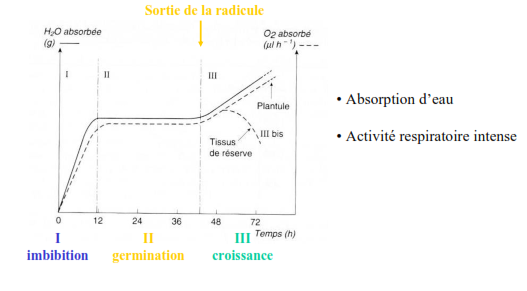 Sortie de la radicule
H2O absorbée
(g)
O2 absorbé
(µl h⁻¹)
I
II
III
Plantule
• Absorption d'eau
III bis
• Activité respiratoire intense
Tissus
de réserve
0 12 24 36 48 72
Temps (h)
I II III
imbibition germination croissance